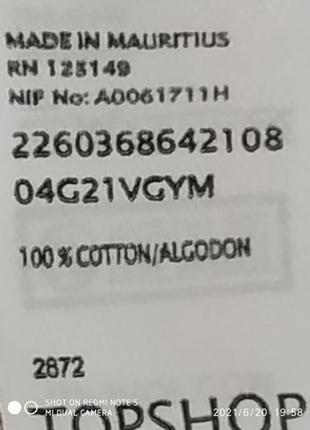 MADE IN MAURITIUS
RN 125149
NIF No: A0061711H
2260368642108
04G21VGYM
100 % COTTON/ALGODON
2872
SHOT ON REDMI NOTE 5
MI DUAL CAMERA
2021/6/20 19:58
TOPSHOP